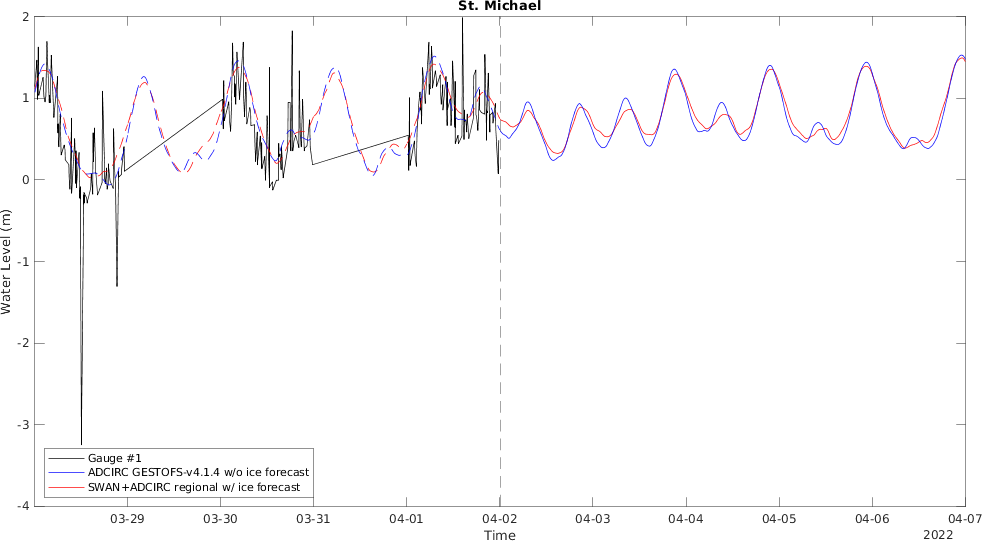 St. Michael
2
1
0
-1
-2
-3
-4
Water Level (m)
Gauge #1
ADCIRC GESTOFS-v4.1.4 w/o ice forecast
SWAN+ADCIRC regional w/ ice forecast
03-29 03-30 03-31 04-01 04-02 04-03 04-04 04-05 04-06 04-07
Time
2022